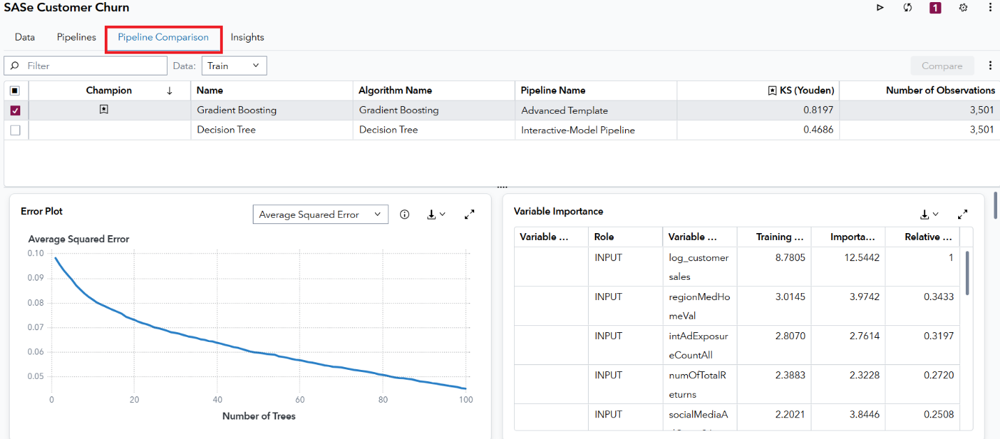 SASe Customer Churn
1
Data Pipelines Pipeline Comparison Insights
Filter Data: Train Compare
Champion Name Algorithm Name Pipeline Name KS (Youden) Number of Observations
Gradient Boosting Gradient Boosting Advanced Template 0.8197 3,501
Decision Tree Decision Tree Interactive-Model Pipeline 0.4686 3,501
Error Plot
Average Squared Error
Average Squared Error
0.10
0.09
0.08
0.07
0.06
0.05
0 20 40 60 80 100
Number of Trees
Variable Importance
Variable ... Role Variable ... Training ... Importa... Relative ...
INPUT log_customer 8.7805 12.5442 1
sales
INPUT regionMedHo 3.0145 3.9742 0.3433
meVal
INPUT intAdExposur 2.8070 2.7614 0.3197
eCountAll
INPUT numOfTotalR 2.3883 2.3228 0.2720
eturns
INPUT socialMediaA 2.2021 3.8446 0.2508